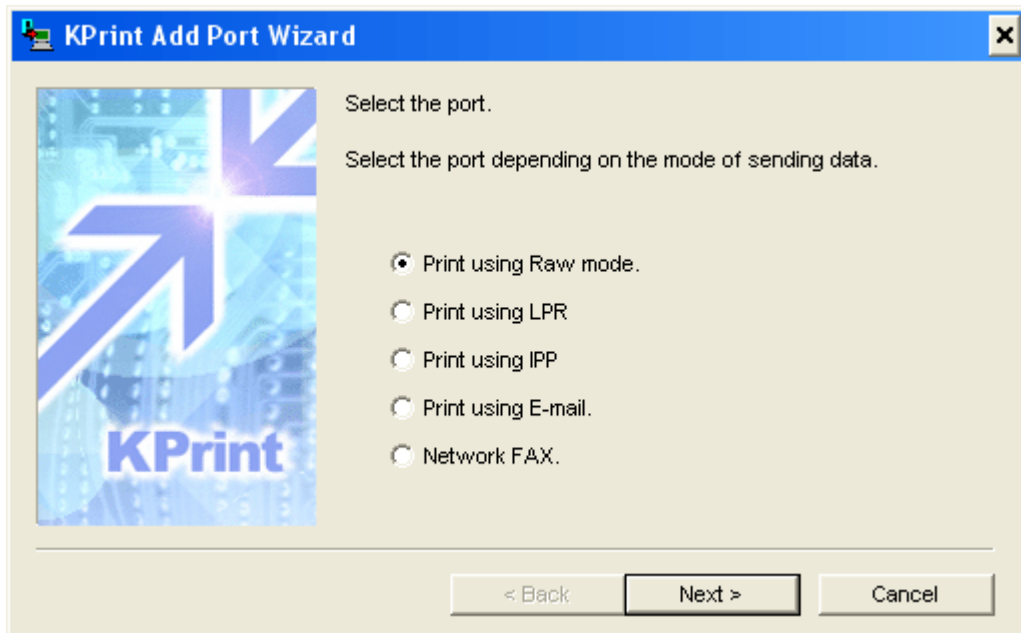 KPrint Add Port Wizard
Select the port.
Select the port depending on the mode of sending data.
Print using Raw mode.
Print using LPR
Print using IPP
Print using E-mail.
Network FAX.
KPrint
< Back
Next >
Cancel